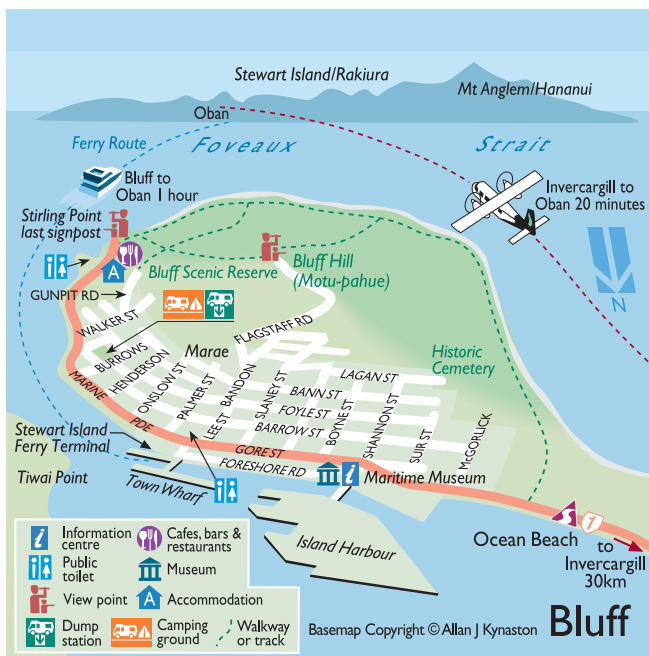 Stewart Island/Rakiura
Mt Anglem/Hananui
Oban
Ferry Route
Foveaux
Strait
Bluff to
Oban 1 hour
Invercargill to
Oban 20 minutes
Stirling Point
last signpost
A
Bluff Scenic Reserve
Bluff Hill
(Motu-pahue)
N
GUNPIT RD
WALKER ST
FLAGSTAFF RD
BURROWS
Marae
Historic
Cemetery
HENDERSON
ONSLOW ST
PALMER ST
LEE ST
BANDON
SLANEY ST
LAGAN ST
BANN ST
FOYLE ST
BARROW ST
BOYNE ST
SHANNON ST
SUIR ST
McGORLICK
MARINE
PDE
GORE ST
FORESHORE RD
Stewart Island
Ferry Terminal
Tiwai Point
Town Wharf
i
Maritime Museum
Island Harbour
Ocean Beach
1
to
Invercargill
30km
i
Information
centre
Cafes, bars &
restaurants
Public
toilet
Museum
View point
A
Accommodation
Dump
station
Camping
ground
Walkway
or track
Basemap Copyright © Allan J Kynaston
Bluff